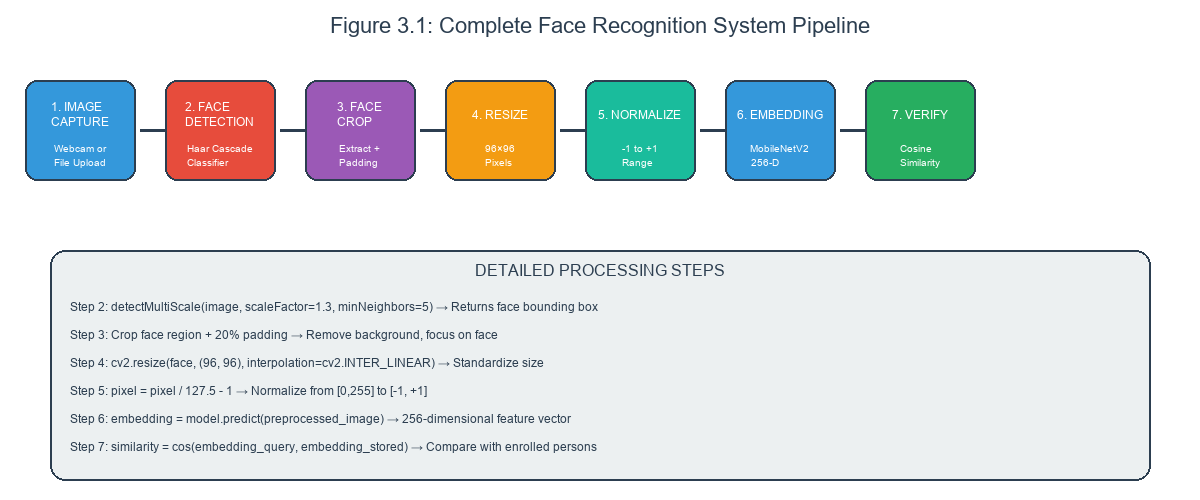 Figure 3.1: Complete Face Recognition System Pipeline
1. IMAGE
CAPTURE
Webcam or
File Upload
2. FACE
DETECTION
Haar Cascade
Classifier
3. FACE
CROP
Extract +
Padding
4. RESIZE
96×96
Pixels
5. NORMALIZE
-1 to +1
Range
6. EMBEDDING
MobileNetV2
256-D
7. VERIFY
Cosine
Similarity
DETAILED PROCESSING STEPS
Step 2: detectMultiScale(image, scaleFactor=1.3, minNeighbors=5) → Returns face bounding box
Step 3: Crop face region + 20% padding → Remove background, focus on face
Step 4: cv2.resize(face, (96, 96), interpolation=cv2.INTER_LINEAR) → Standardize size
Step 5: pixel = pixel / 127.5 - 1 → Normalize from [0,255] to [-1, +1]
Step 6: embedding = model.predict(preprocessed_image) → 256-dimensional feature vector
Step 7: similarity = cos(embedding_query, embedding_stored) → Compare with enrolled persons